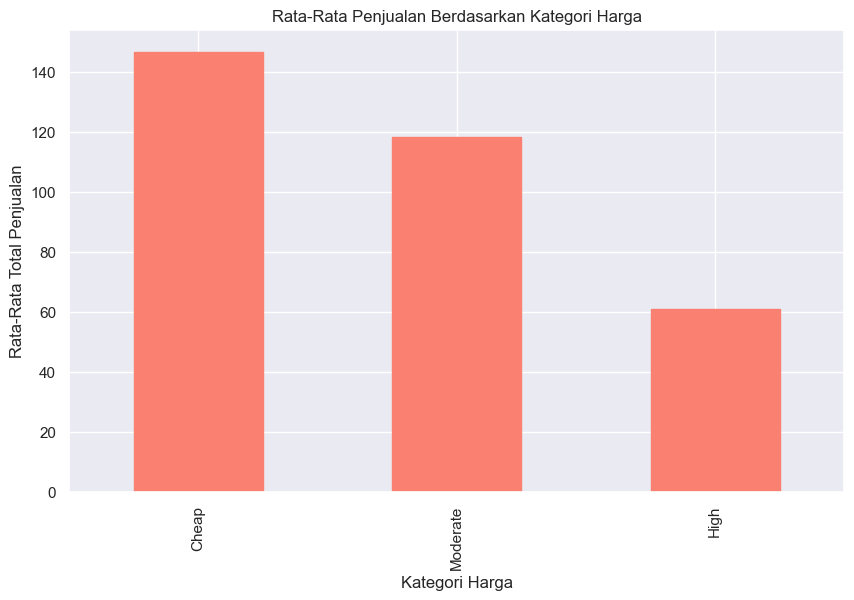 Rata-Rata Penjualan Berdasarkan Kategori Harga
Rata-Rata Total Penjualan
140
120
100
80
60
40
20
0
Cheap
Moderate
High
Kategori Harga